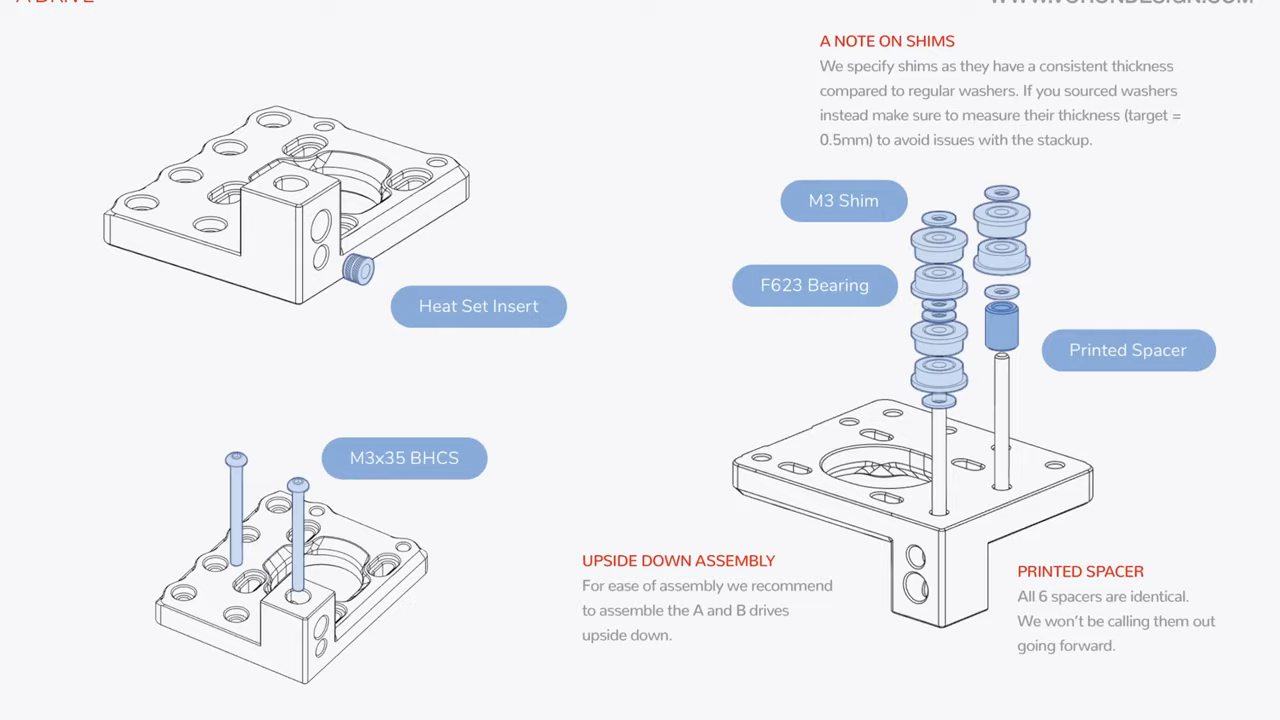 A DRIVE
WWW.VORONDESIGN.COM
A NOTE ON SHIMS
We specify shims as they have a consistent thickness
compared to regular washers. If you sourced washers
instead make sure to measure their thickness (target =
0.5mm) to avoid issues with the stackup.
M3 Shim
F623 Bearing
Heat Set Insert
Printed Spacer
M3x35 BHCS
UPSIDE DOWN ASSEMBLY
For ease of assembly we recommend
to assemble the A and B drives
upside down.
PRINTED SPACER
All 6 spacers are identical.
We won’t be calling them out
going forward.